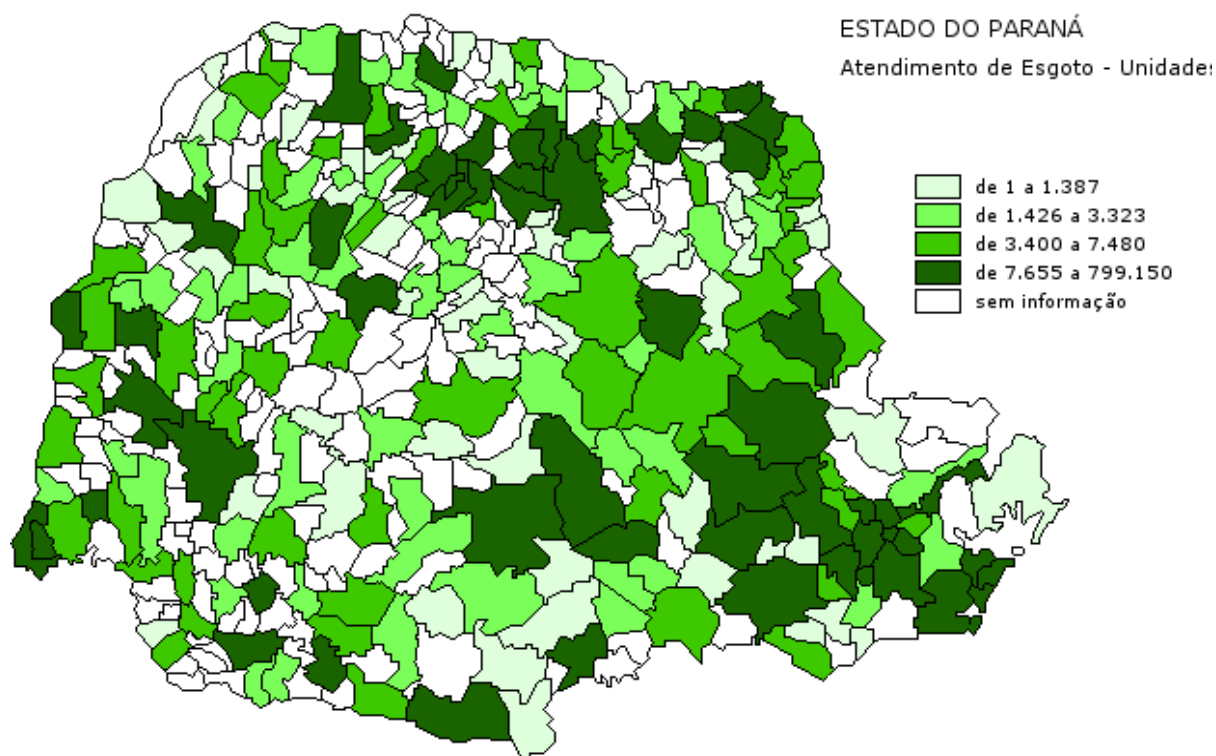 ESTADO DO PARANÁ
Atendimento de Esgoto - Unidades
de 1 a 1.387
de 1.426 a 3.323
de 3.400 a 7.480
de 7.655 a 799.150
sem informação